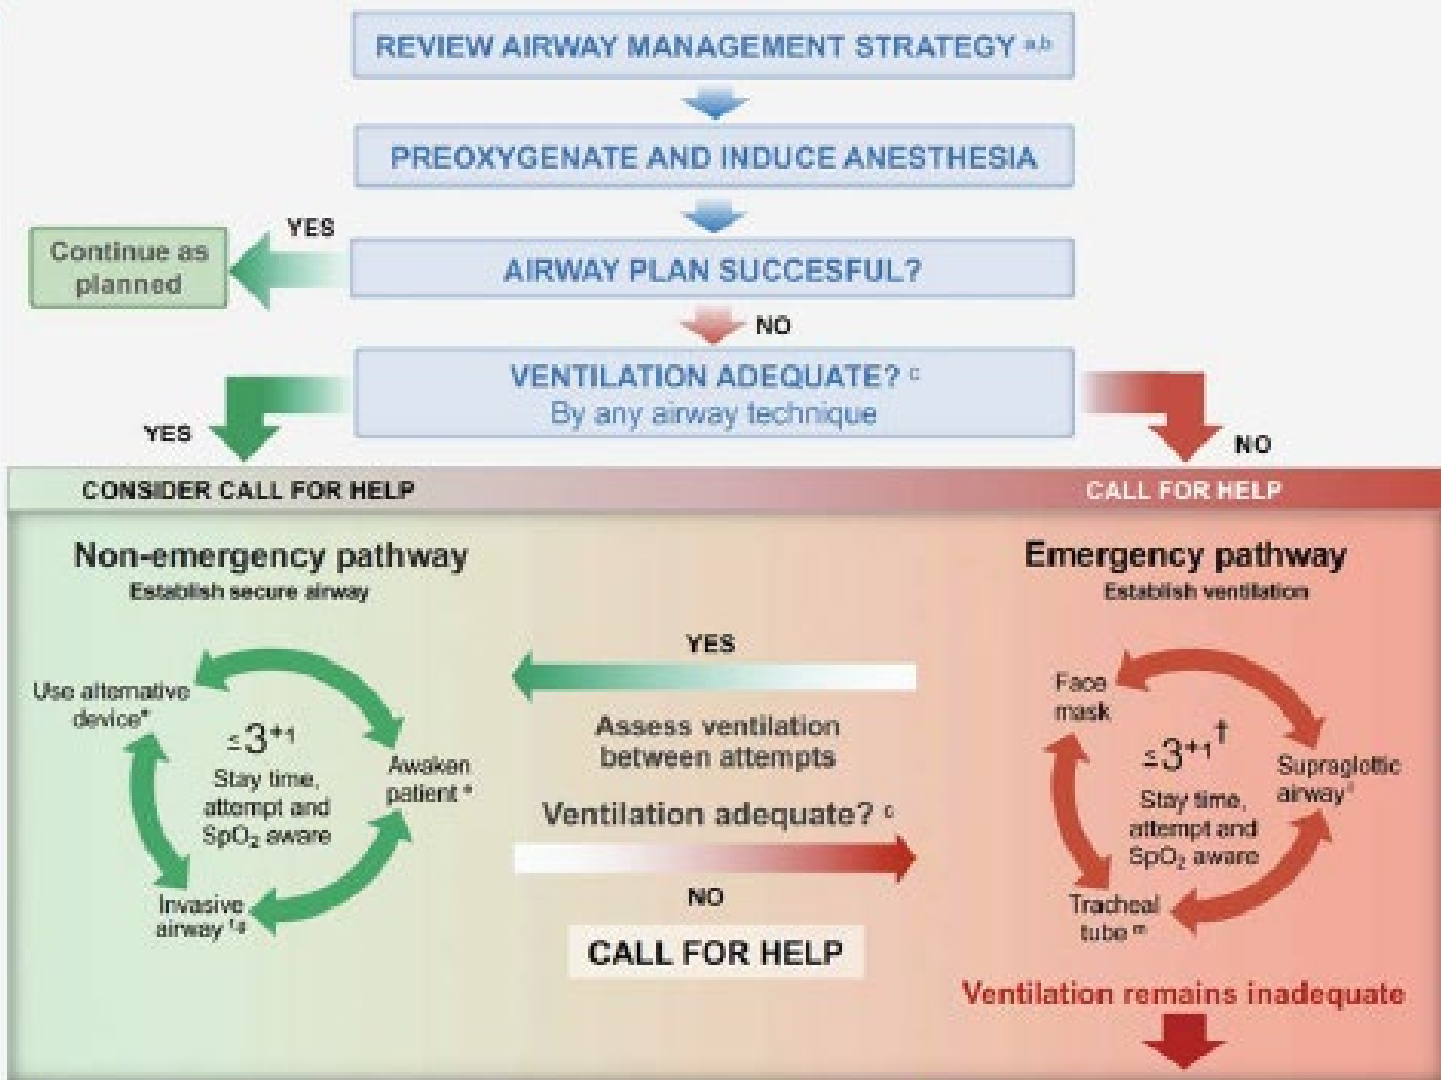 REVIEW AIRWAY MANAGEMENT STRATEGY a,b
PREOXYGENATE AND INDUCE ANESTHESIA
YES
Continue as
planned
AIRWAY PLAN SUCCESFUL?
NO
VENTILATION ADEQUATE? c
By any airway technique
YES
NO
CONSIDER CALL FOR HELP
CALL FOR HELP
Non-emergency pathway
Establish secure airway
Use alternative
device*
≤3+1
Stay time,
attempt and
SpO2 aware
Awaken
patient
Invasive
airway
YES
Assess ventilation
between attempts
Ventilation adequate? c
NO
CALL FOR HELP
Emergency pathway
Establish ventilation
Face
mask
≤3+1†
Stay time,
attempt and
SpO2 aware
Supraglottic
airway
Tracheal
tube m
Ventilation remains inadequate